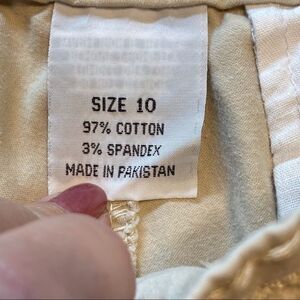 SIZE 10
97% COTTON
3% SPANDEX
MADE IN PAKISTAN